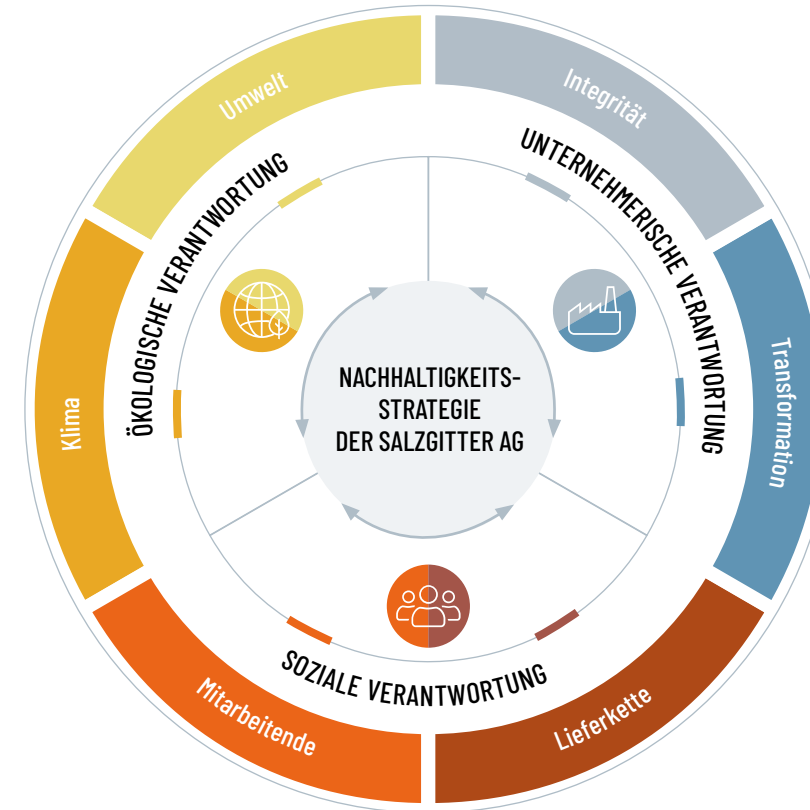 Umwelt
Integrität
ÖKOLOGISCHE VERANTWORTUNG
UNTERNEHMERISCHE VERANTWORTUNG
Klima
Transformation
NACHHALTIGKEITS-
STRATEGIE
DER SALZGITTER AG
SOZIALE VERANTWORTUNG
Mitarbeitende
Lieferkette